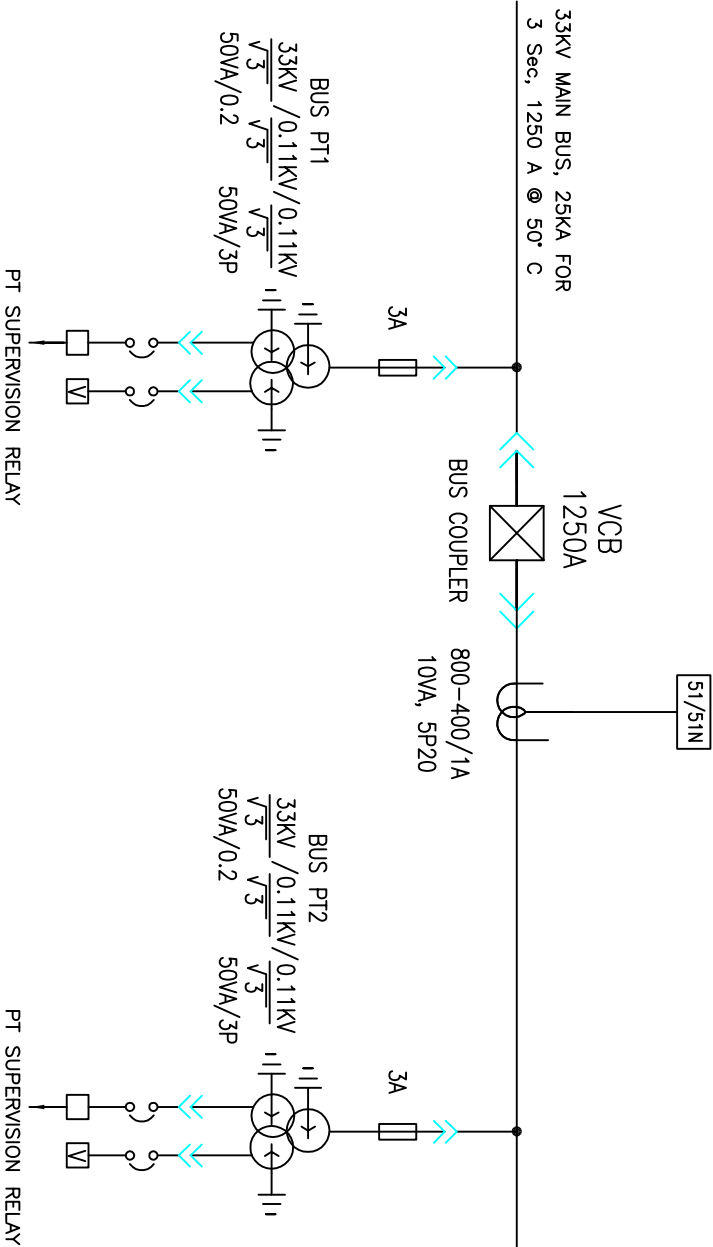 33KV MAIN BUS, 25KA FOR
3 Sec, 1250 A @ 50° C
VCB
1250A
BUS COUPLER
51/51N
800-400/1A
10VA, 5P20
BUS PT1
33KV /0.11KV/0.11KV
√3 √3 √3
50VA/0.2 50VA/3P
3A
V
PT SUPERVISION RELAY
BUS PT2
33KV /0.11KV/0.11KV
√3 √3 √3
50VA/0.2 50VA/3P
3A
V
PT SUPERVISION RELAY